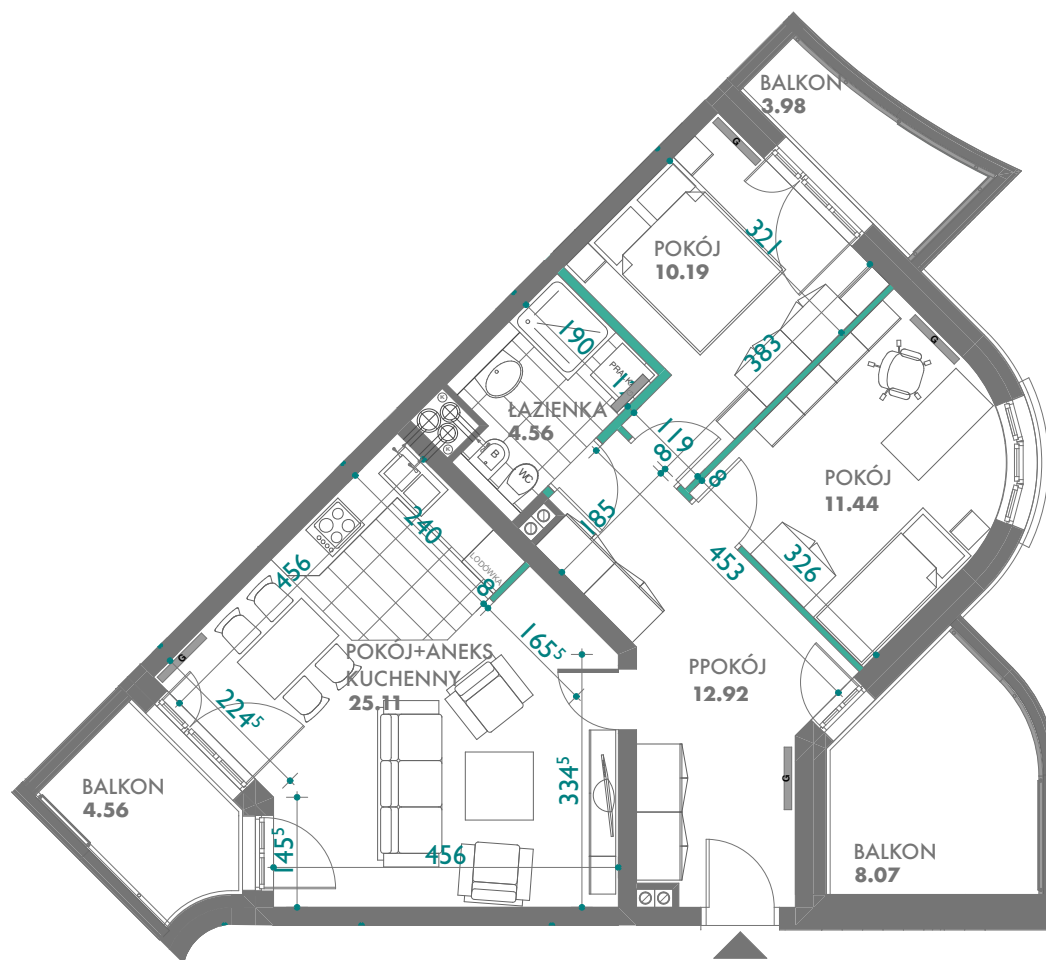 BALKON
3.98
G
321
POKÓJ
10.19
190
PRALKA
383
G
ŁAZIENKA
4.56
119
8
8
B
WC
POKÓJ
11.44
240
185
LODÓWKA
453
326
456
8
165⁵
POKÓJ+ANEKS
KUCHENNY
25.11
G
PPOKÓJ
12.92
224⁵
BALKON
4.56
334⁵
G
145⁵
456
BALKON
8.07